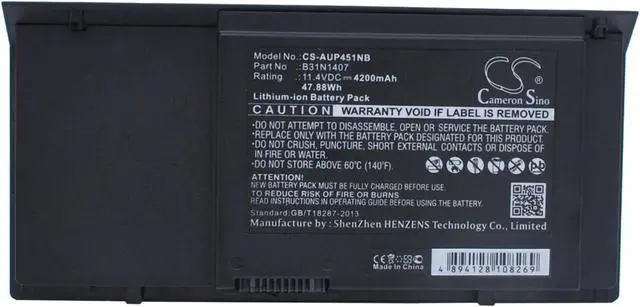 Model No.: CS-AUP451NB
Part No.: B31N1407
Rating : 11.4VDC⎓4200mAh
47.88Wh
Lithium-ion Battery Pack
Cameron Sino
CAUTION WARRANTY VOID IF LABEL IS REMOVED
•DO NOT ATTEMPT TO DISASSEMBLE, OPEN OR SERVICE BATTERY PACK.
•REPLACE ONLY WITH THE BATTERY PACK DESIGNATED FOR THIS PRODUCT.
•DO NOT CRUSH, PUNCTURE, SHORT EXTERNAL CONTACTS OR DISPOSE OF
IN FIRE OR WATER.
•DO NOT STORE ABOVE 60℃ (140℉).
ATTENTION!
NEW BATTERY PACK MUST BE FULLY CHARGED BEFORE USE.
TO REDUCE RISK OF FIRE OR BURNS
READ INSTRUCTIONS IN OPERATING GUIDE BEFORE USING BATTERY PACK.
Standard:GB/T18287-2013
Manufacture by : ShenZhen HENZENS Technology Co., Limited
CE
Made In China
4 894128 108269